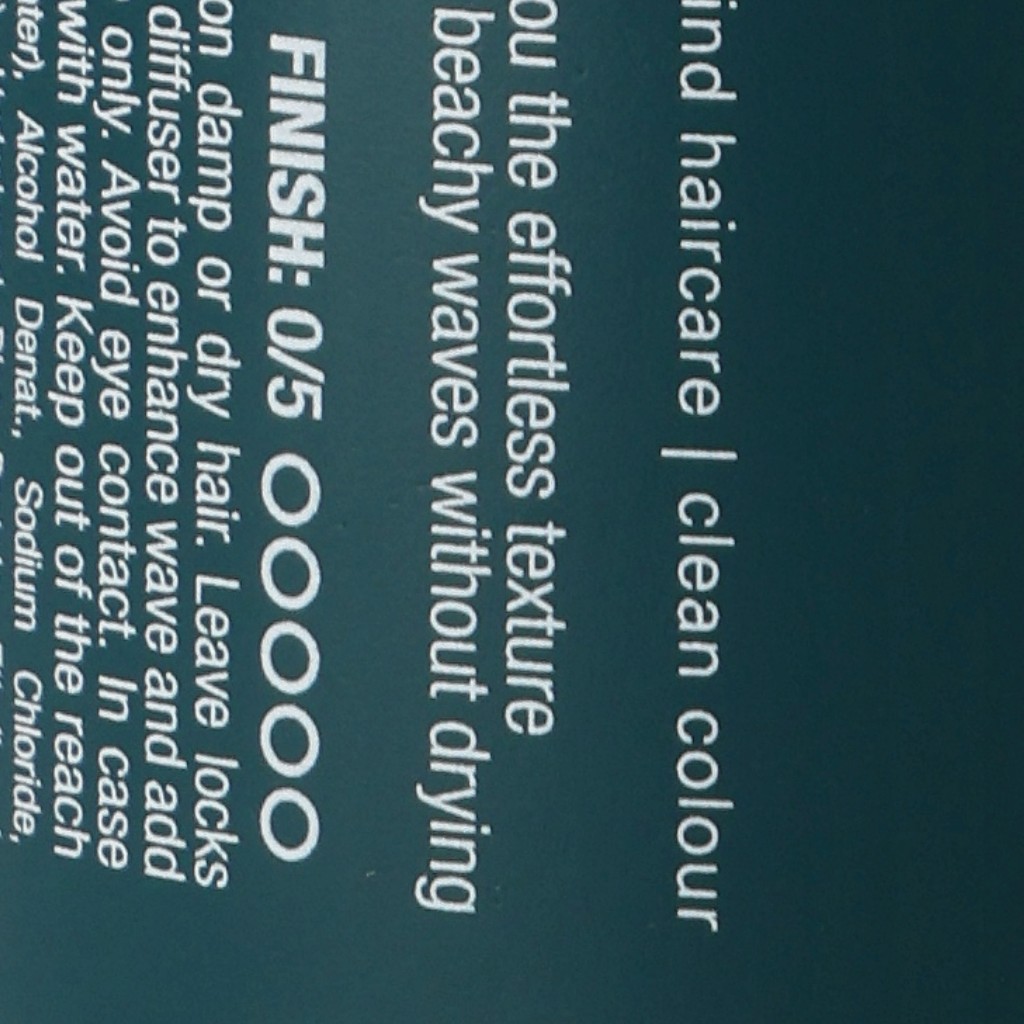 ind haircare | clean colour
ou the effortless texture
beachy waves without drying
FINISH: 0/5 OOOOO
on damp or dry hair. Leave locks
diffuser to enhance wave and add
only. Avoid eye contact. In case
with water. Keep out of the reach
ter), Alcohol Denat., Sodium Chloride,